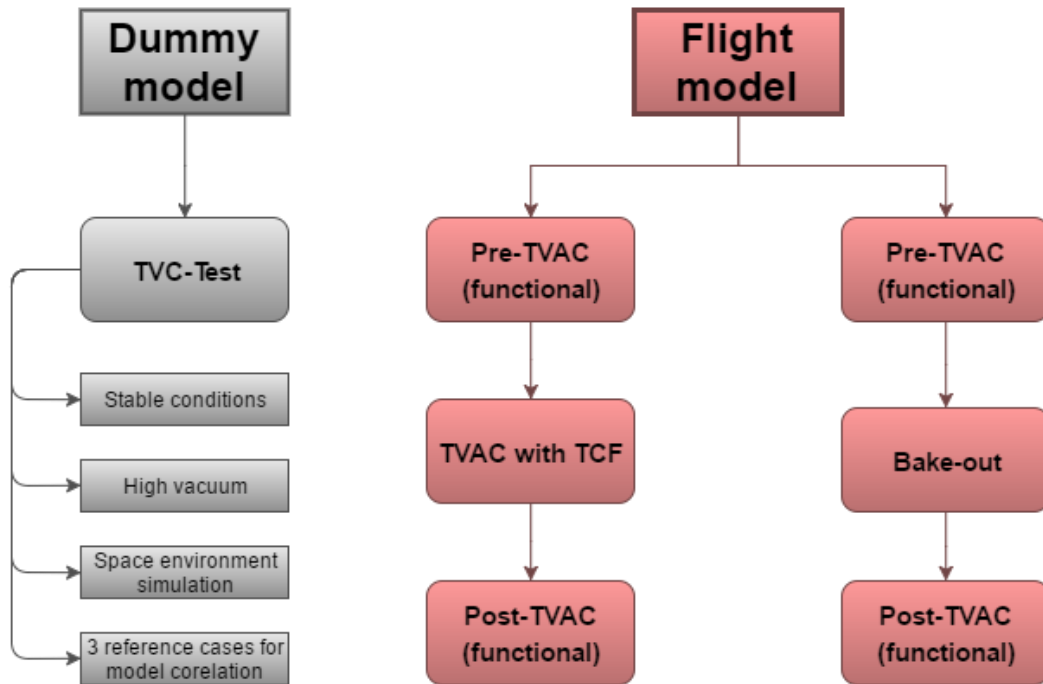 Dummy
model
TVC-Test
Stable conditions
High vacuum
Space environment
simulation
3 reference cases for
model corelation
Flight
model
Pre-TVAC
(functional)
TVAC with TCF
Post-TVAC
(functional)
Pre-TVAC
(functional)
Bake-out
Post-TVAC
(functional)